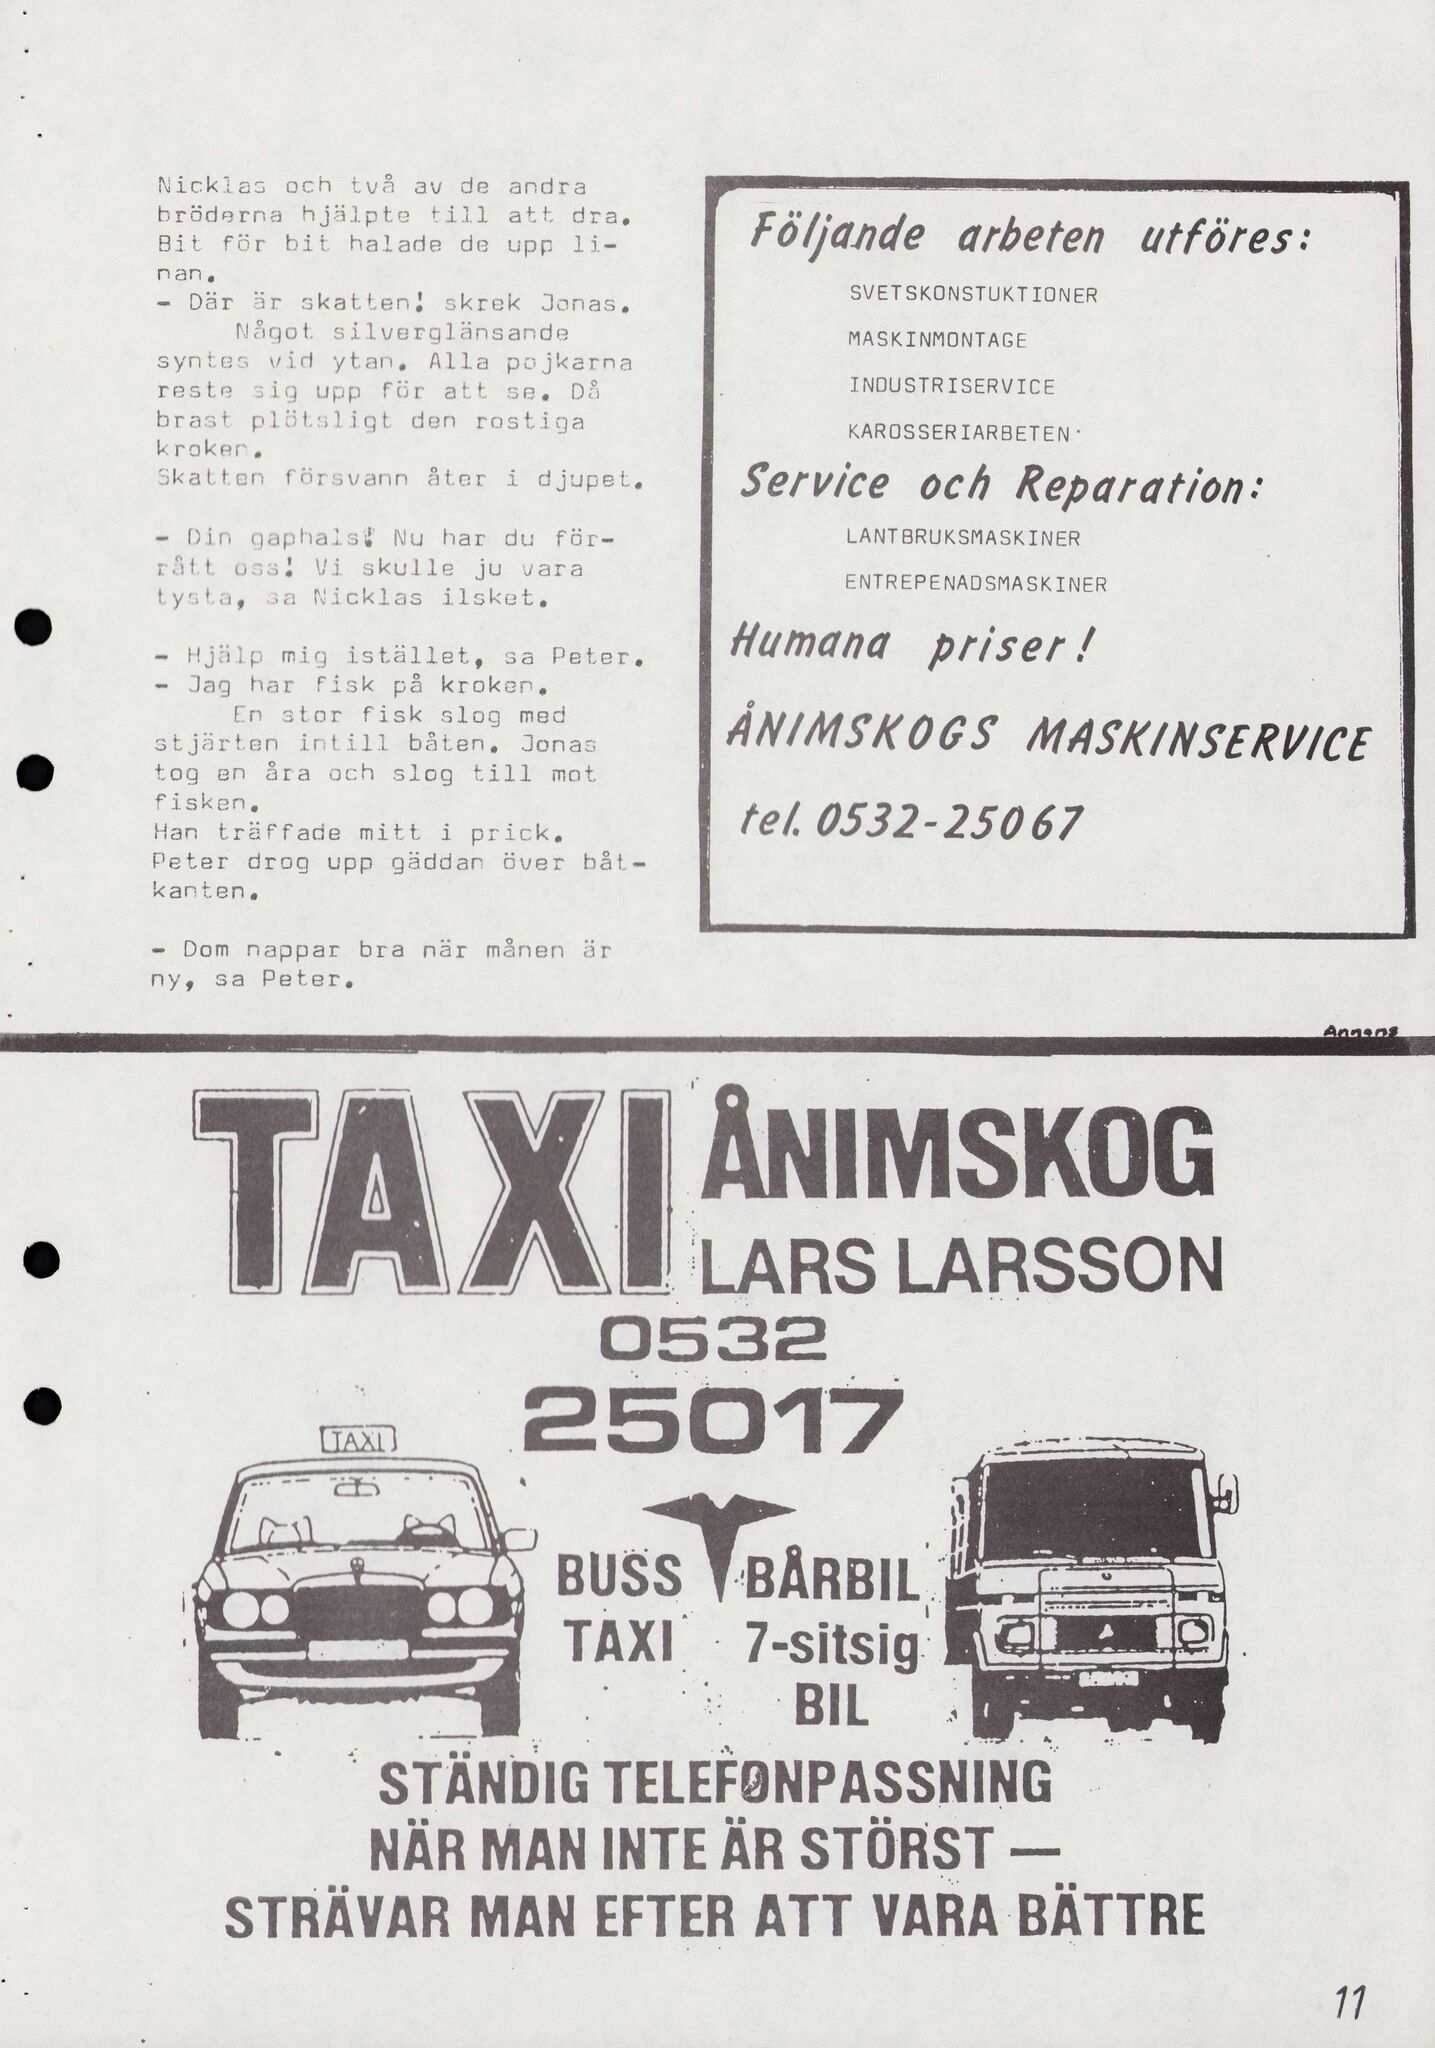 Nicklas och två av de andra
bröderna hjälpte till att dra.
Bit för bit halade de upp li-
nan.
- Där är skatten! skrek Jonas.
Något silverglänsande
syntes vid ytan. Alla pojkarna
reste sig upp för att se. Då
brast plötsligt den rostiga
kroken.
Skatten försvann åter i djupet.
- Din gaphals! Nu har du för-
rått oss! Vi skulle ju vara
tysta, sa Nicklas ilsket.
- Hjälp mig istället, sa Peter.
- Jag har fisk på kroken.
En stor fisk slog med
stjärten intill båten. Jonas
tog en åra och slog till mot
fisken.
Han träffade mitt i prick.
Peter drog upp gäddan över båt-
kanten.
- Dom nappar bra när månen är
ny, sa Peter.
Följande arbeten utföres:
SVETSKONSTUKTIONER
MASKINMONTAGE
INDUSTRISERVICE
KAROSSERIARBETEN
Service och Reparation:
LANTBRUKSMASKINER
ENTREPENADSMASKINER
Humana priser!
ÅNIMSKOGS MASKINSERVICE
tel. 0532-25067
Annons
TAXI ÅNIMSKOG
LARS LARSSON
0532
25017
TAXI
BUSS BÅRBIL
TAXI 7-sitsig
BIL
STÄNDIG TELEFONPASSNING
NÄR MAN INTE ÄR STÖRST —
STRÄVAR MAN EFTER ATT VARA BÄTTRE
11